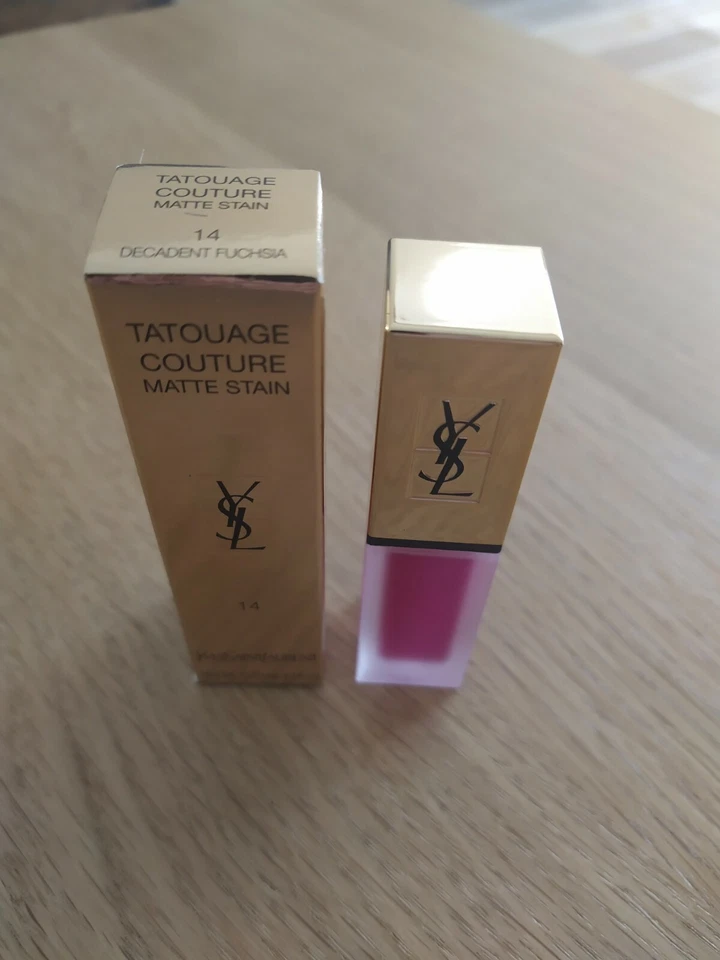 TATOUAGE
COUTURE
MATTE STAIN
14
DECADENT FUCHSIA
TATOUAGE
COUTURE
MATTE STAIN
YSL
14
YSL